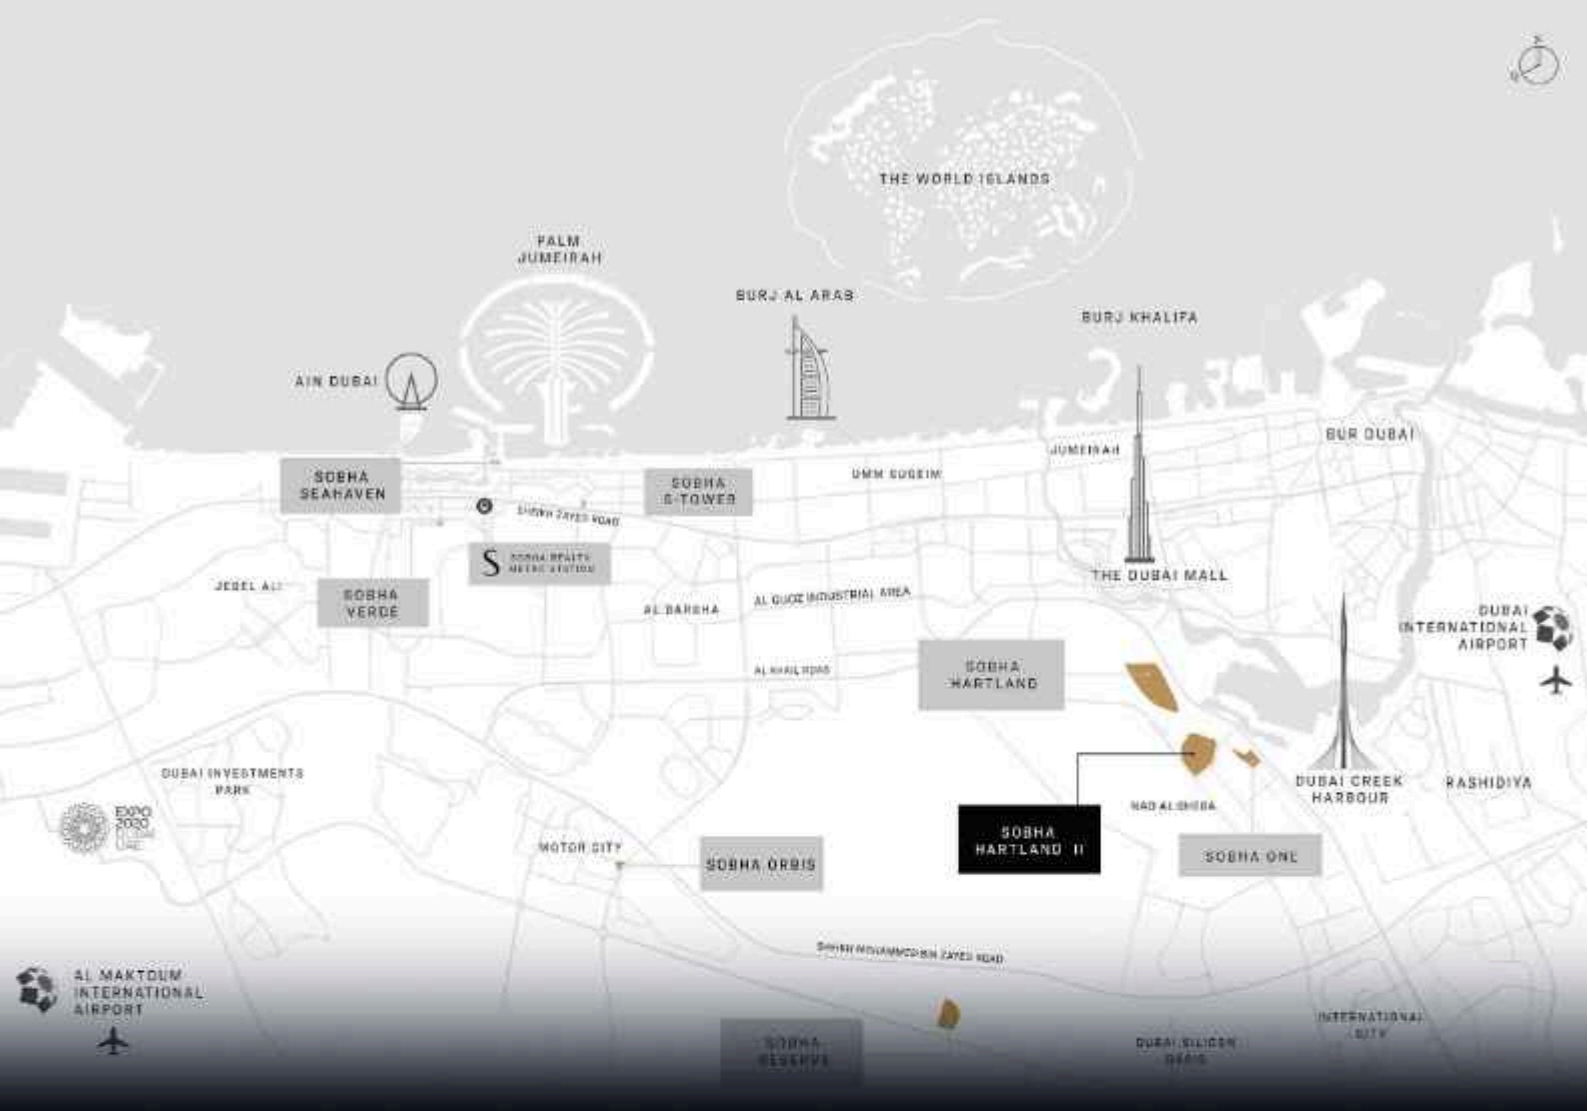 N
THE WORLD ISLANDS
PALM
JUMEIRAH
BURJ AL ARAB
BURJ KHALIFA
AIN DUBAI
BUR DUBAI
JUMEIRAH
SOBHA
SEAHAVEN
SOBHA
S-TOWER
UMM SUQEIM
SHEIKH ZAYED ROAD
S SOBHA REALTY
METRO STATION
THE DUBAI MALL
JEBEL ALI
SOBHA
VERDE
AL BARSHA
AL QUOZ INDUSTRIAL AREA
DUBAI
INTERNATIONAL
AIRPORT
AL KHAIL ROAD
SOBHA
HARTLAND
DUBAI INVESTMENTS
PARK
DUBAI CREEK
HARBOUR
RASHIDIYA
NAD AL SHEBA
EXPO
2020
SOBHA
HARTLAND II
MOTOR CITY
SOBHA ORBIS
SOBHA ONE
SHEIKH MOHAMMED BIN ZAYED ROAD
AL MAKTOUM
INTERNATIONAL
AIRPORT
INTERNATIONAL
CITY
SOBHA
RESERVE
DUBAI SILICON
OASIS